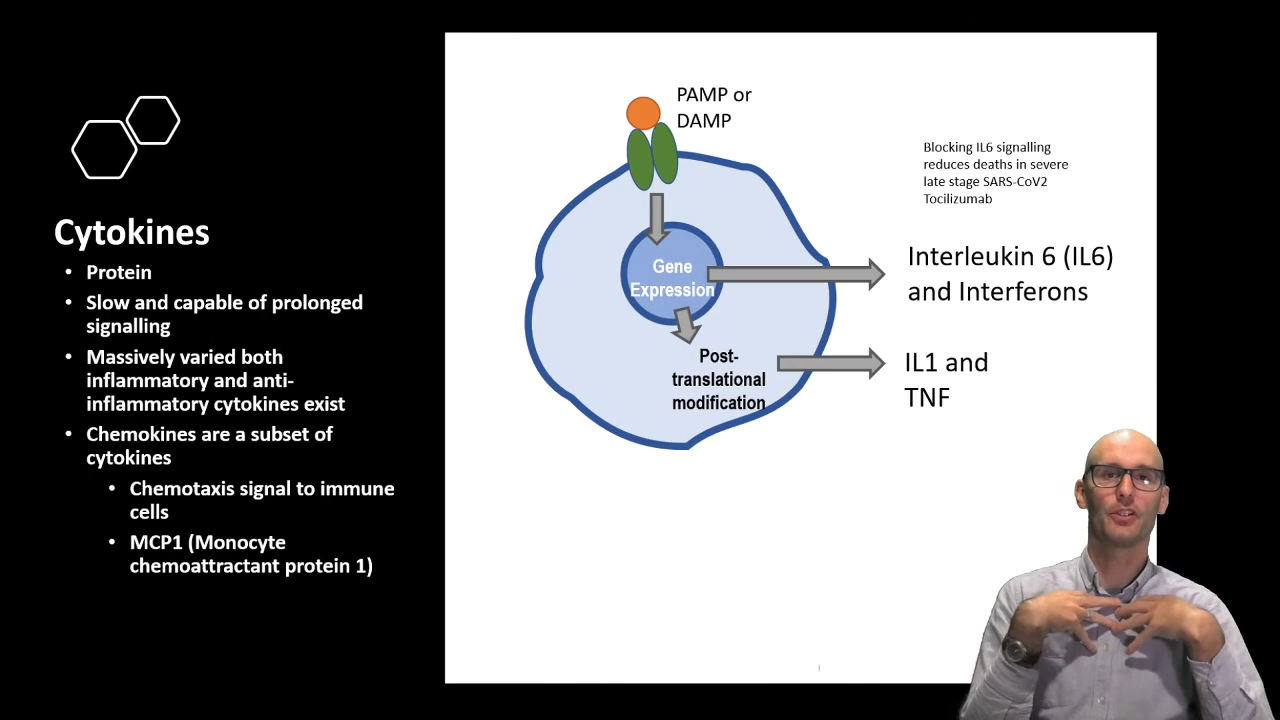 Cytokines
• Protein
• Slow and capable of prolonged
signalling
• Massively varied both
inflammatory and anti-
inflammatory cytokines exist
• Chemokines are a subset of
cytokines
• Chemotaxis signal to immune
cells
• MCP1 (Monocyte
chemoattractant protein 1)
PAMP or
DAMP
Gene
Expression
Post-
translational
modification
Blocking IL6 signalling
reduces deaths in severe
late stage SARS-CoV2
Tocilizumab
Interleukin 6 (IL6)
and Interferons
IL1 and
TNF